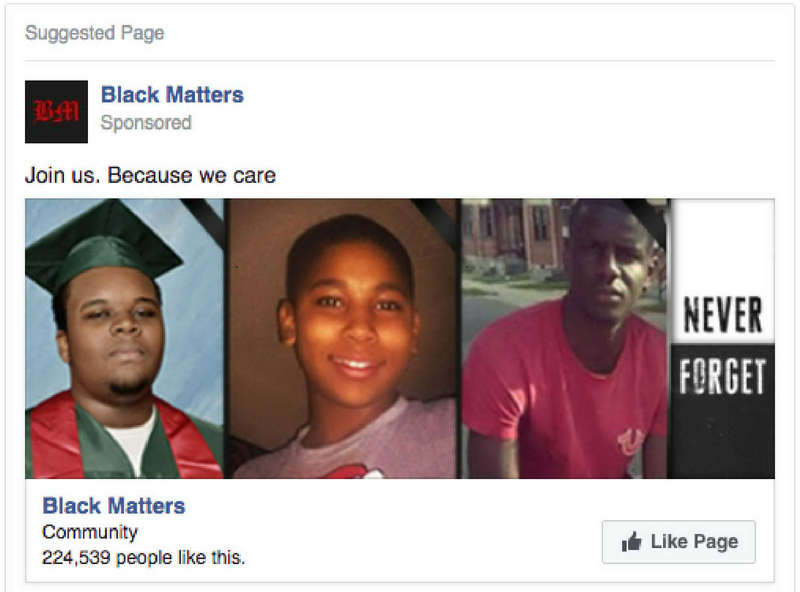 Suggested Page
BM
Black Matters
Sponsored
Join us. Because we care
NEVER
FORGET
Black Matters
Community
224,539 people like this.
Like Page